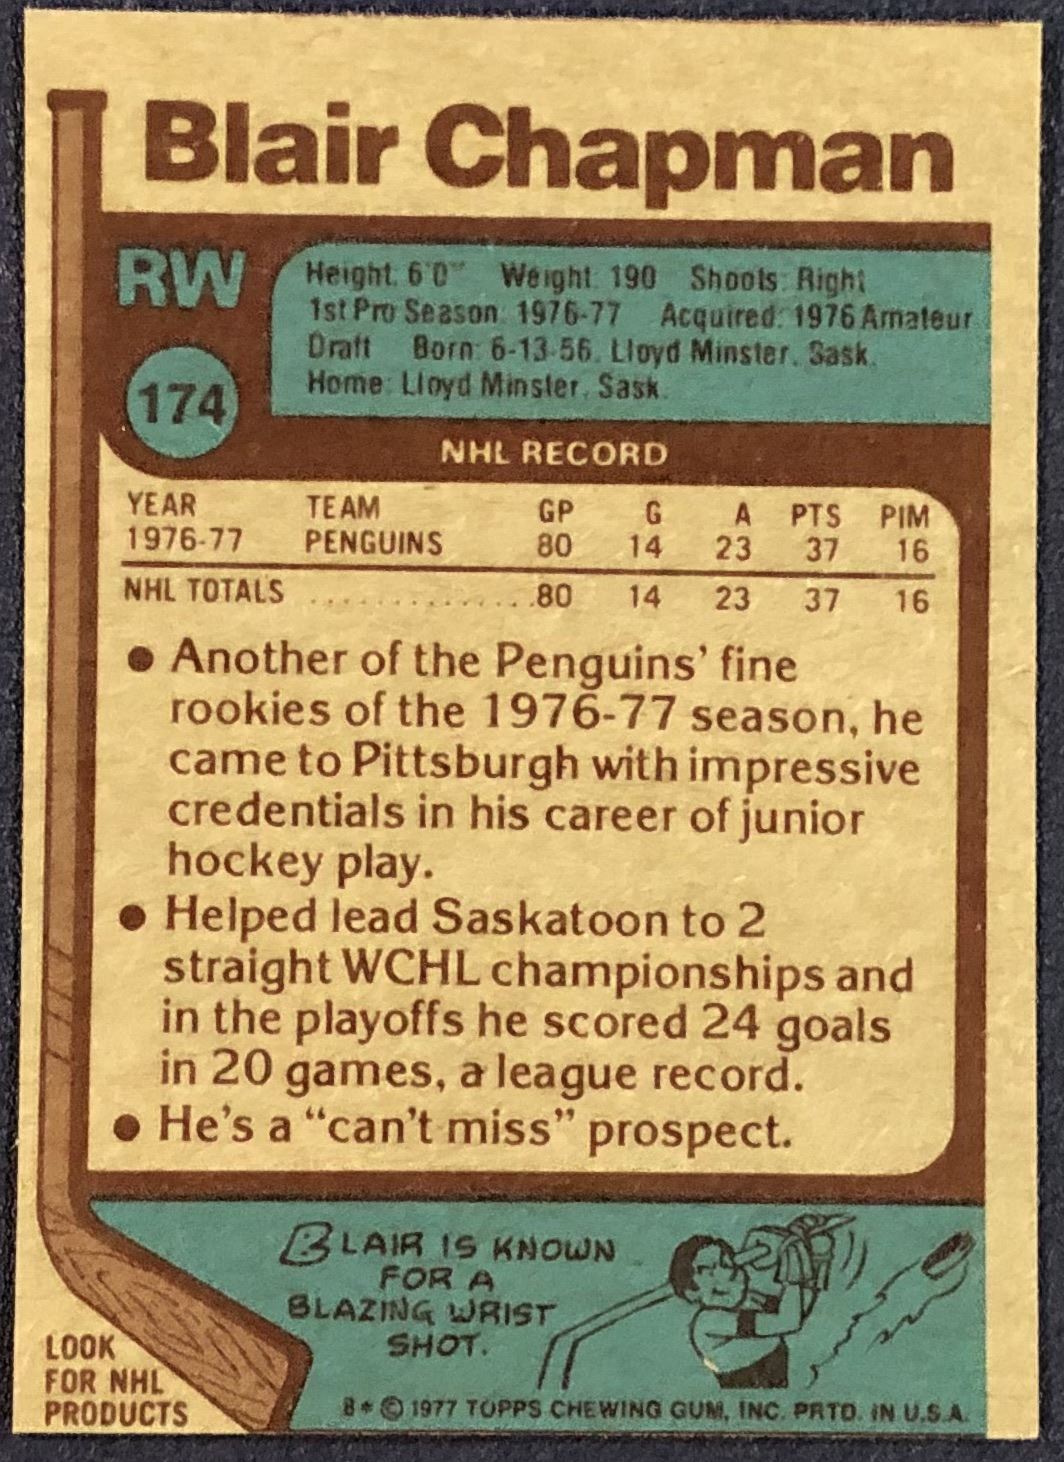 Blair Chapman
RW
Height: 6'0" Weight: 190 Shoots: Right
1st Pro Season: 1976-77 Acquired: 1976 Amateur
Draft Born: 6-13-56, Lloyd Minster, Sask.
Home: Lloyd Minster, Sask.
174
NHL RECORD
YEAR TEAM GP G A PTS PIM
1976-77 PENGUINS 80 14 23 37 16
NHL TOTALS ..............80 14 23 37 16
● Another of the Penguins' fine
rookies of the 1976-77 season, he
came to Pittsburgh with impressive
credentials in his career of junior
hockey play.
● Helped lead Saskatoon to 2
straight WCHL championships and
in the playoffs he scored 24 goals
in 20 games, a league record.
● He's a “can't miss” prospect.
BLAIR IS KNOWN
FOR A
BLAZING WRIST
SHOT.
LOOK
FOR NHL
PRODUCTS
8* © 1977 TOPPS CHEWING GUM, INC. PRTD. IN U.S.A.